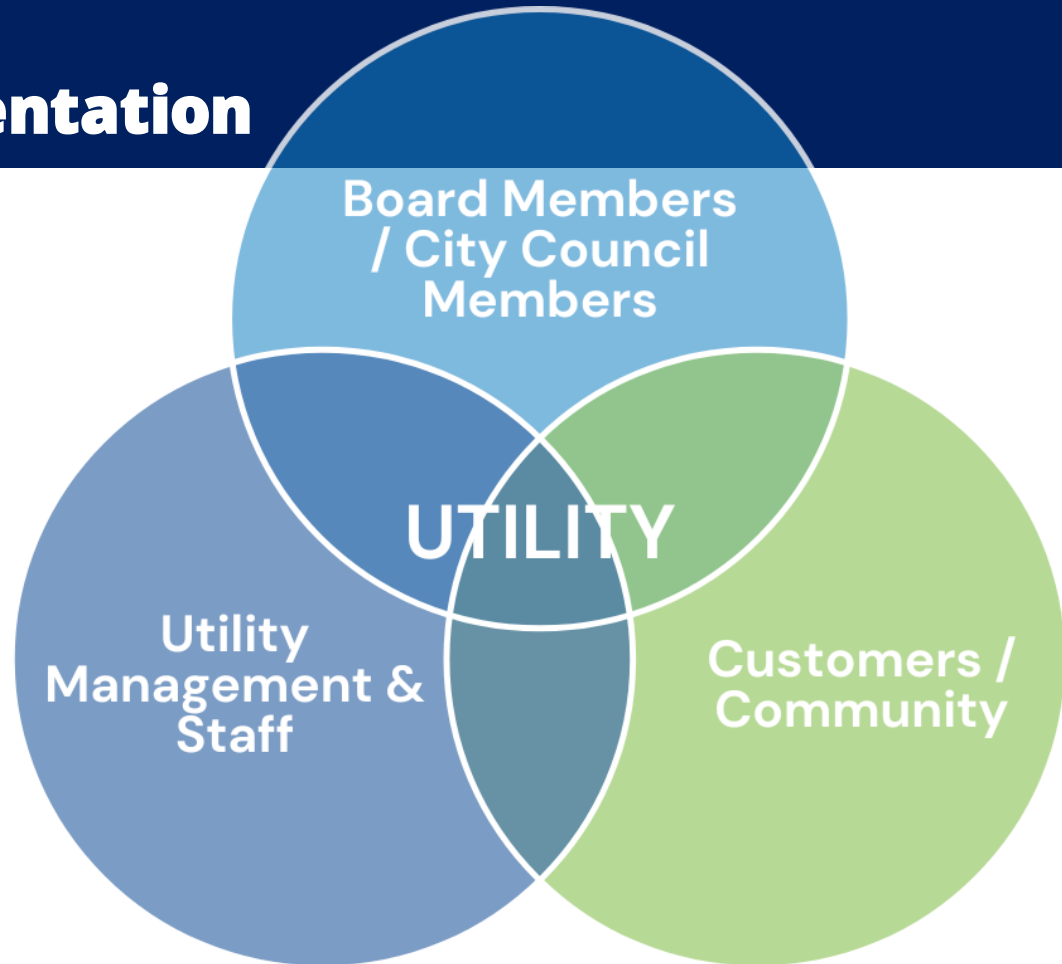 entation
Board Members
/ City Council
Members
UTILITY
Utility
Management &
Staff
Customers /
Community